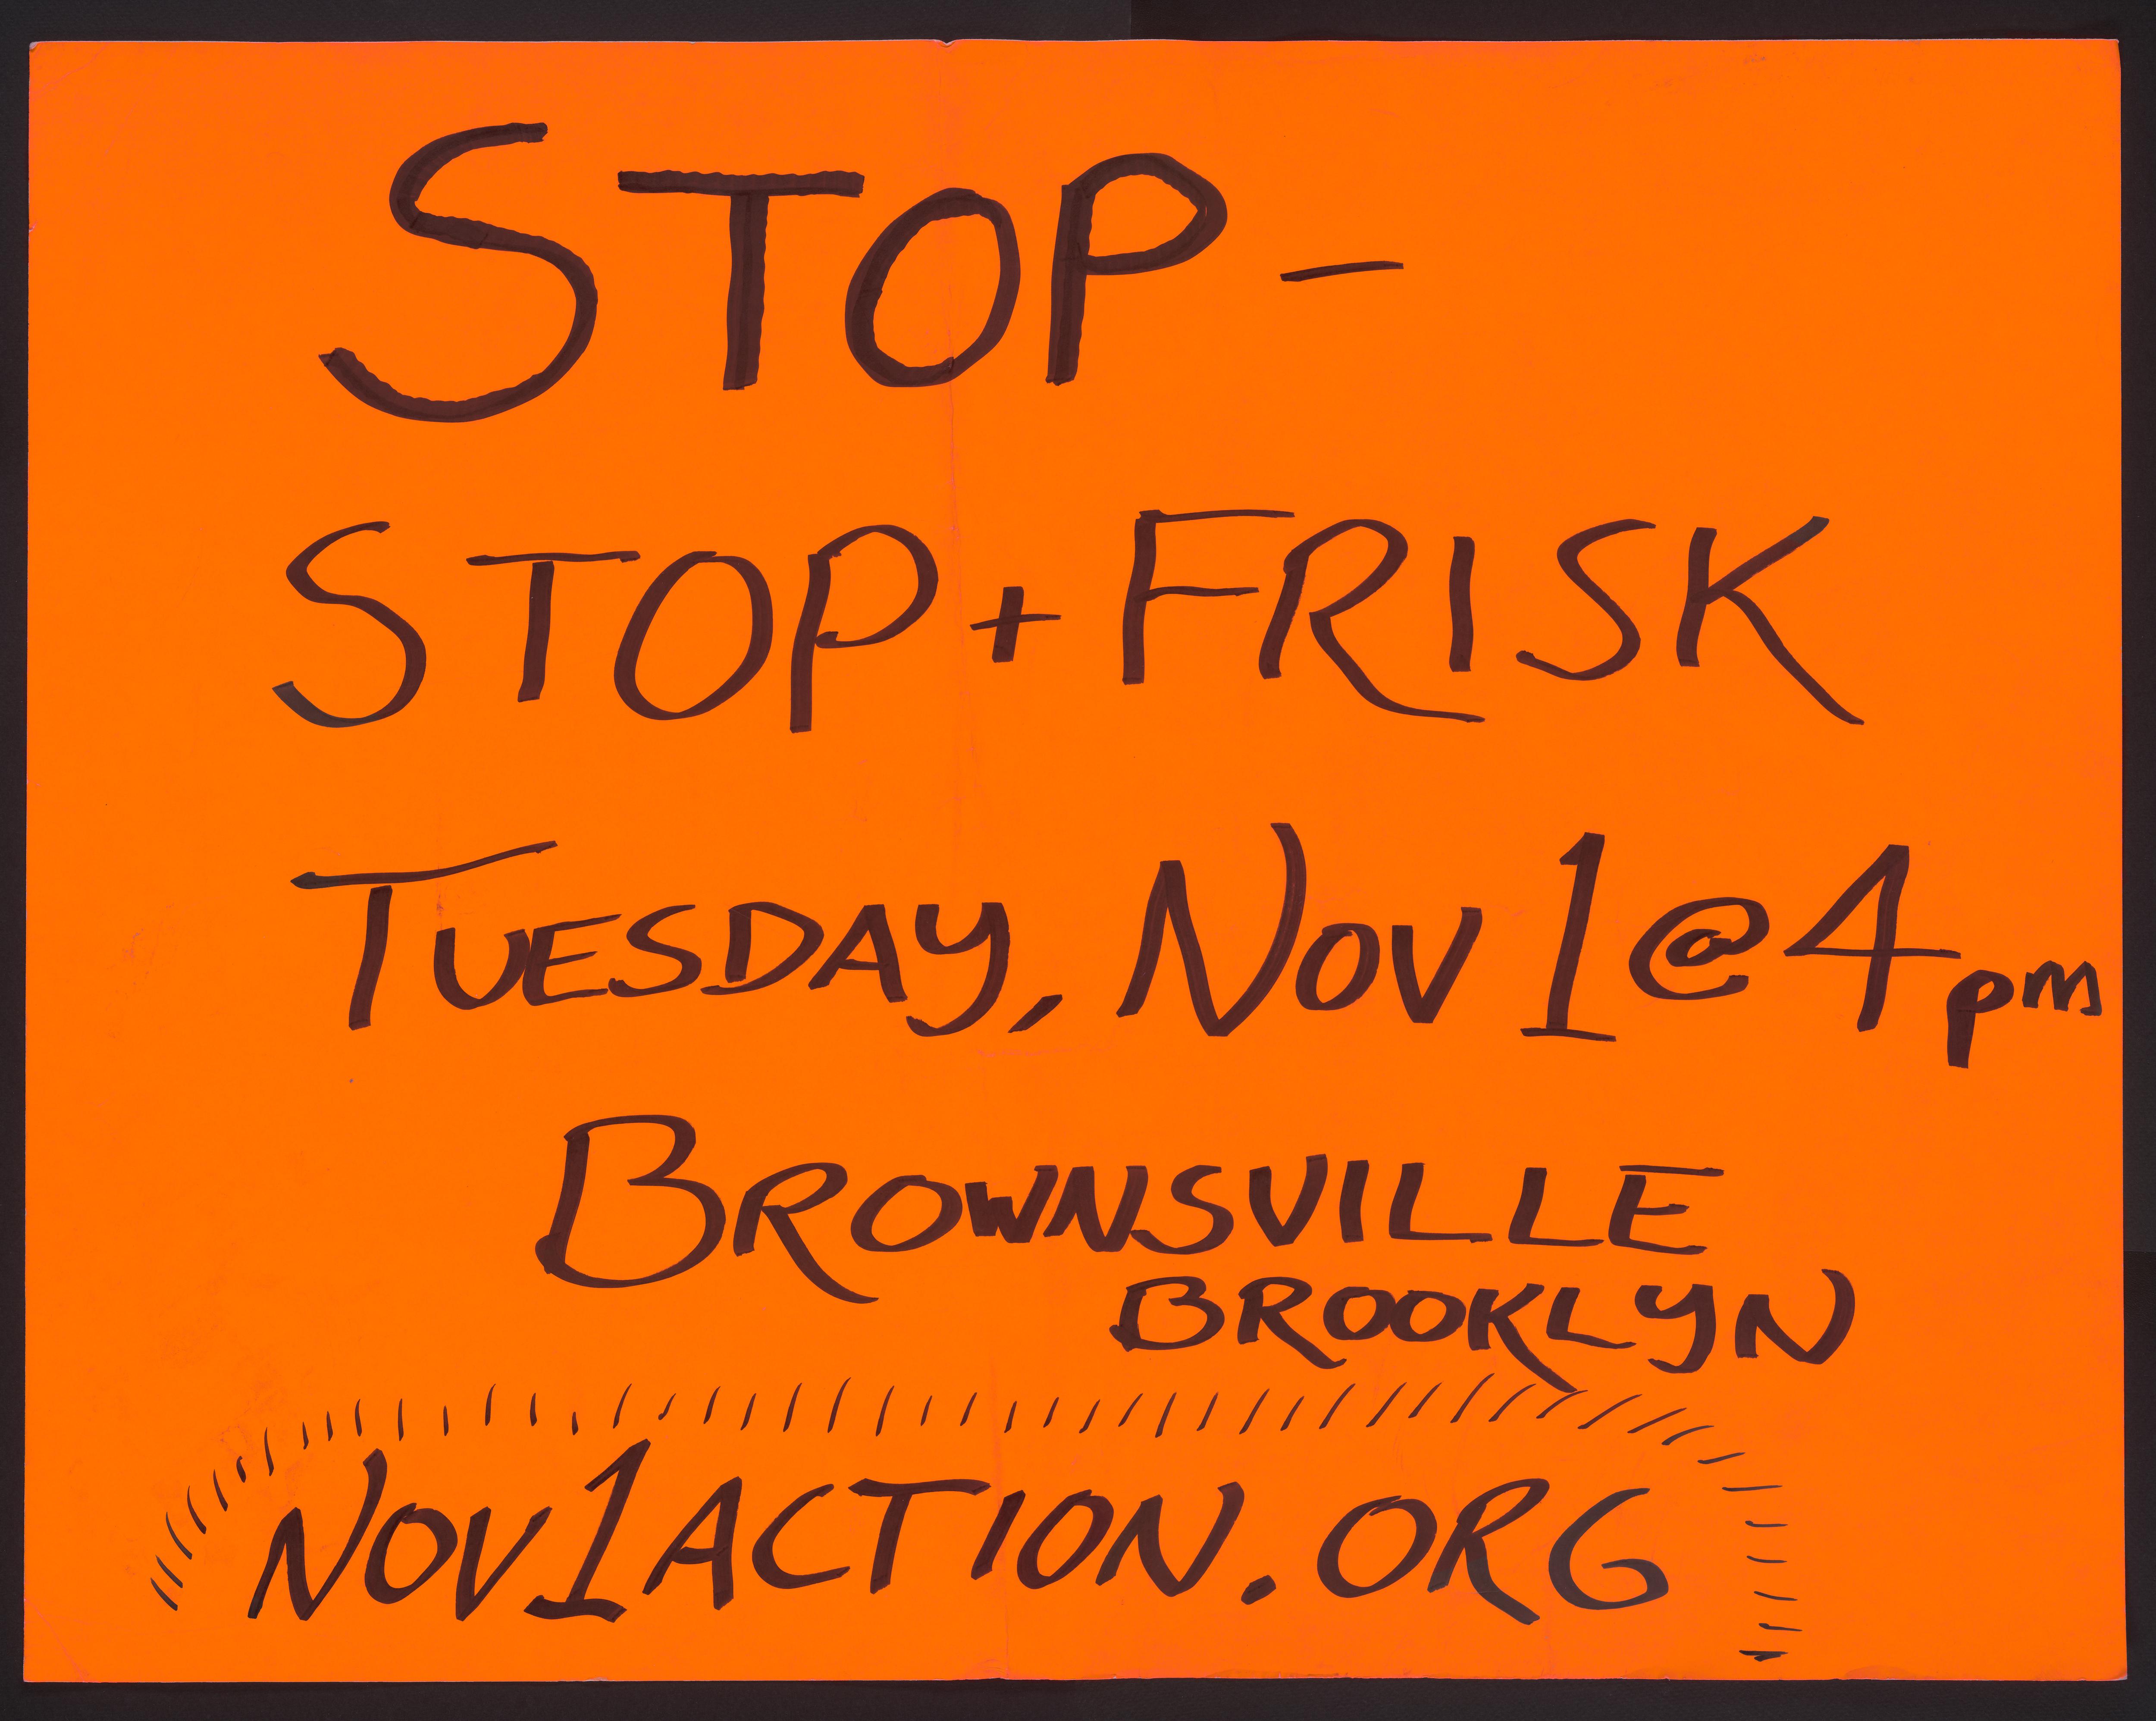 STOP-
STOP + FRISK
TUESDAY, NOV 1 @ 4 pm
BROWNSVILLE
BROOKLYN
NOV1ACTION.ORG